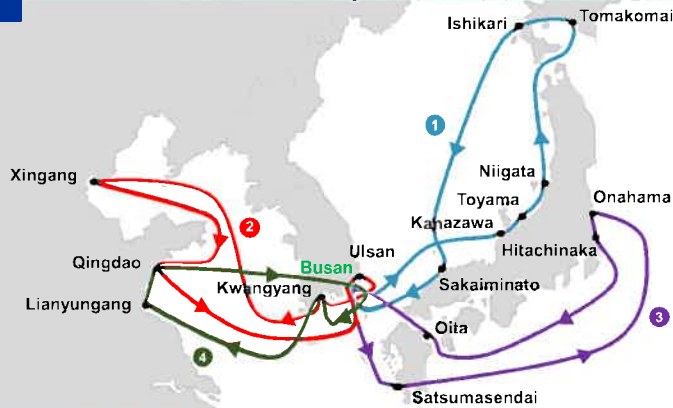 Ishikari
Tomakomai
1
Xingang
Niigata
Toyama
Onahama
2
Kanazawa
Ulsan
Hitachinaka
Qingdao
Busan
Kwangyang
Sakaiminato
Lianyungang
Oita
3
4
Satsumasendai